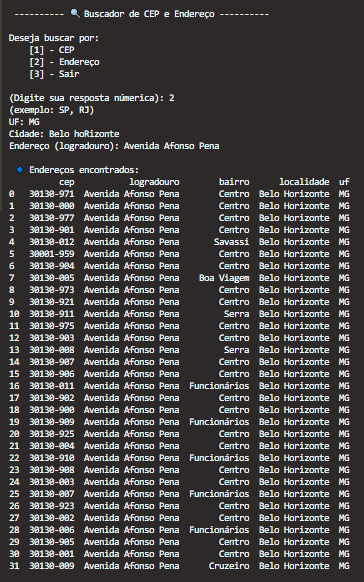 ---------- 🔍 Buscador de CEP e Endereço ----------
Deseja buscar por:
[1] - CEP
[2] - Endereço
[3] - Sair
(Digite sua resposta númerica): 2
(exemplo: SP, RJ)
UF: MG
Cidade: Belo hoRizonte
Endereço (logradouro): Avenida Afonso Pena
🔹 Endereços encontrados:
cep logradouro bairro localidade uf
0 30130-971 Avenida Afonso Pena Centro Belo Horizonte MG
1 30130-000 Avenida Afonso Pena Centro Belo Horizonte MG
2 30130-977 Avenida Afonso Pena Centro Belo Horizonte MG
3 30130-901 Avenida Afonso Pena Centro Belo Horizonte MG
4 30130-012 Avenida Afonso Pena Savassi Belo Horizonte MG
5 30001-959 Avenida Afonso Pena Centro Belo Horizonte MG
6 30130-904 Avenida Afonso Pena Centro Belo Horizonte MG
7 30130-005 Avenida Afonso Pena Boa Viagem Belo Horizonte MG
8 30130-973 Avenida Afonso Pena Centro Belo Horizonte MG
9 30130-921 Avenida Afonso Pena Centro Belo Horizonte MG
10 30130-911 Avenida Afonso Pena Serra Belo Horizonte MG
11 30130-975 Avenida Afonso Pena Centro Belo Horizonte MG
12 30130-903 Avenida Afonso Pena Centro Belo Horizonte MG
13 30130-008 Avenida Afonso Pena Serra Belo Horizonte MG
14 30130-907 Avenida Afonso Pena Centro Belo Horizonte MG
15 30130-906 Avenida Afonso Pena Centro Belo Horizonte MG
16 30130-011 Avenida Afonso Pena Funcionários Belo Horizonte MG
17 30130-902 Avenida Afonso Pena Centro Belo Horizonte MG
18 30130-900 Avenida Afonso Pena Centro Belo Horizonte MG
19 30130-909 Avenida Afonso Pena Funcionários Belo Horizonte MG
20 30130-925 Avenida Afonso Pena Centro Belo Horizonte MG
21 30130-004 Avenida Afonso Pena Centro Belo Horizonte MG
22 30130-910 Avenida Afonso Pena Funcionários Belo Horizonte MG
23 30130-908 Avenida Afonso Pena Centro Belo Horizonte MG
24 30130-003 Avenida Afonso Pena Centro Belo Horizonte MG
25 30130-007 Avenida Afonso Pena Funcionários Belo Horizonte MG
26 30130-923 Avenida Afonso Pena Centro Belo Horizonte MG
27 30130-002 Avenida Afonso Pena Centro Belo Horizonte MG
28 30130-006 Avenida Afonso Pena Funcionários Belo Horizonte MG
29 30130-905 Avenida Afonso Pena Centro Belo Horizonte MG
30 30130-001 Avenida Afonso Pena Centro Belo Horizonte MG
31 30130-009 Avenida Afonso Pena Cruzeiro Belo Horizonte MG